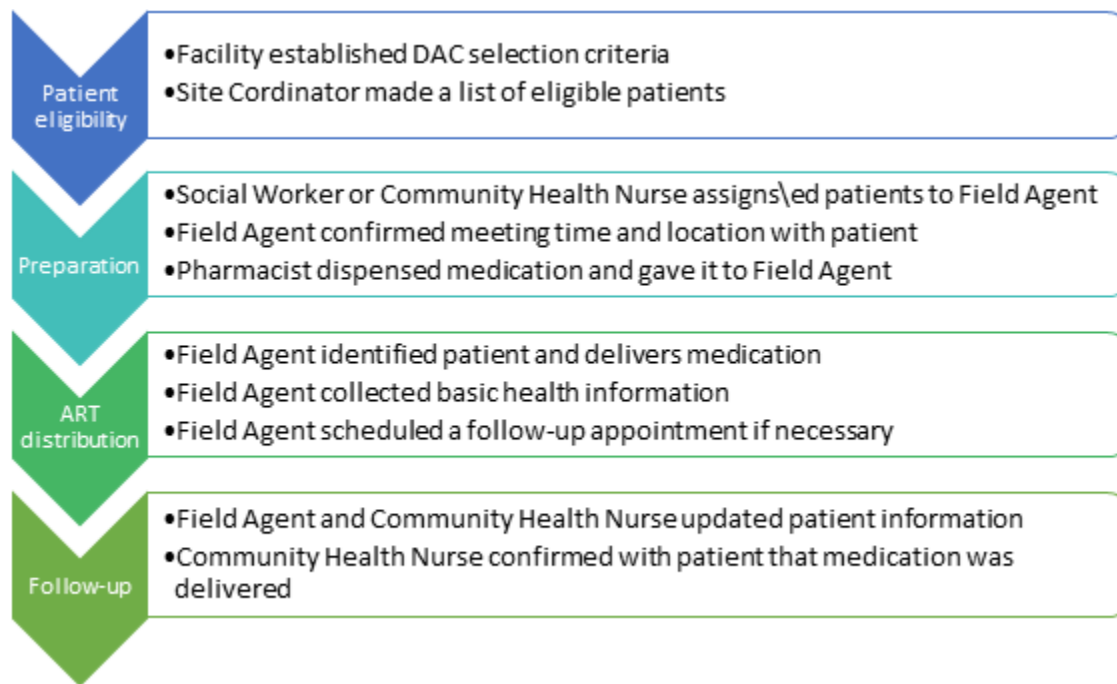 Patient
eligibility
•Facility established DAC selection criteria
•Site Cordinator made a list of eligible patients
Preparation
•Social Worker or Community Health Nurse assigns\ed patients to Field Agent
•Field Agent confirmed meeting time and location with patient
•Pharmacist dispensed medication and gave it to Field Agent
ART
distribution
•Field Agent identified patient and delivers medication
•Field Agent collected basic health information
•Field Agent scheduled a follow-up appointment if necessary
Follow-up
•Field Agent and Community Health Nurse updated patient information
•Community Health Nurse confirmed with patient that medication was
delivered